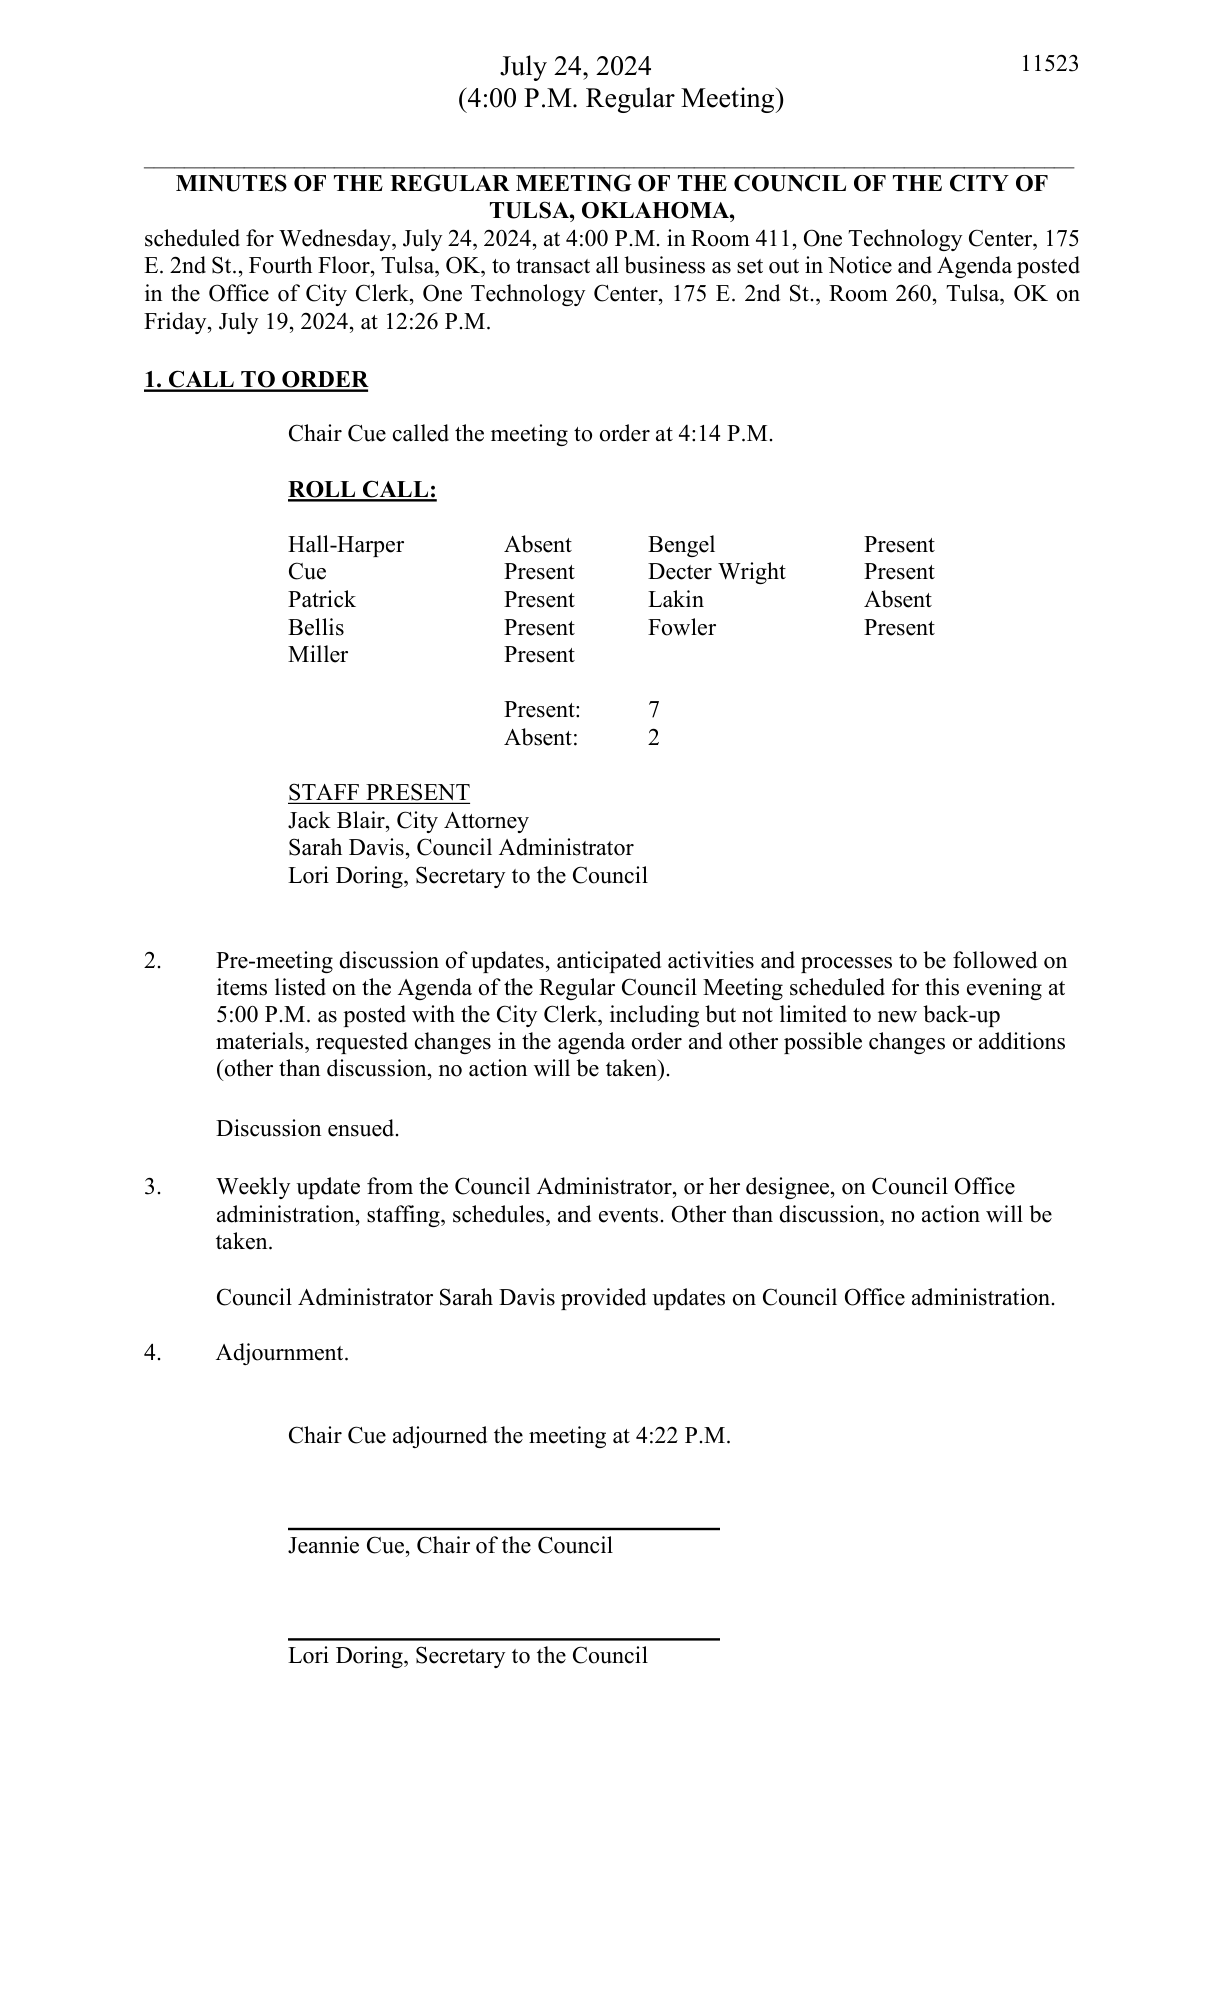 July 24, 2024 11523
(4:00 P.M. Regular Meeting)
MINUTES OF THE REGULAR MEETING OF THE COUNCIL OF THE CITY OF
TULSA, OKLAHOMA,
scheduled for Wednesday, July 24, 2024, at 4:00 P.M. in Room 411, One Technology Center, 175
E. 2nd St., Fourth Floor, Tulsa, OK, to transact all business as set out in Notice and Agenda posted
in the Office of City Clerk, One Technology Center, 175 E. 2nd St., Room 260, Tulsa, OK on
Friday, July 19, 2024, at 12:26 P.M.
1. CALL TO ORDER
Chair Cue called the meeting to order at 4:14 P.M.
ROLL CALL:
Hall-Harper Absent Bengel Present
Cue Present Decter Wright Present
Patrick Present Lakin Absent
Bellis Present Fowler Present
Miller Present
Present: 7
Absent: 2
STAFF PRESENT
Jack Blair, City Attorney
Sarah Davis, Council Administrator
Lori Doring, Secretary to the Council
2. Pre-meeting discussion of updates, anticipated activities and processes to be followed on
items listed on the Agenda of the Regular Council Meeting scheduled for this evening at
5:00 P.M. as posted with the City Clerk, including but not limited to new back-up
materials, requested changes in the agenda order and other possible changes or additions
(other than discussion, no action will be taken).
Discussion ensued.
3. Weekly update from the Council Administrator, or her designee, on Council Office
administration, staffing, schedules, and events. Other than discussion, no action will be
taken.
Council Administrator Sarah Davis provided updates on Council Office administration.
4. Adjournment.
Chair Cue adjourned the meeting at 4:22 P.M.
Jeannie Cue, Chair of the Council
Lori Doring, Secretary to the Council